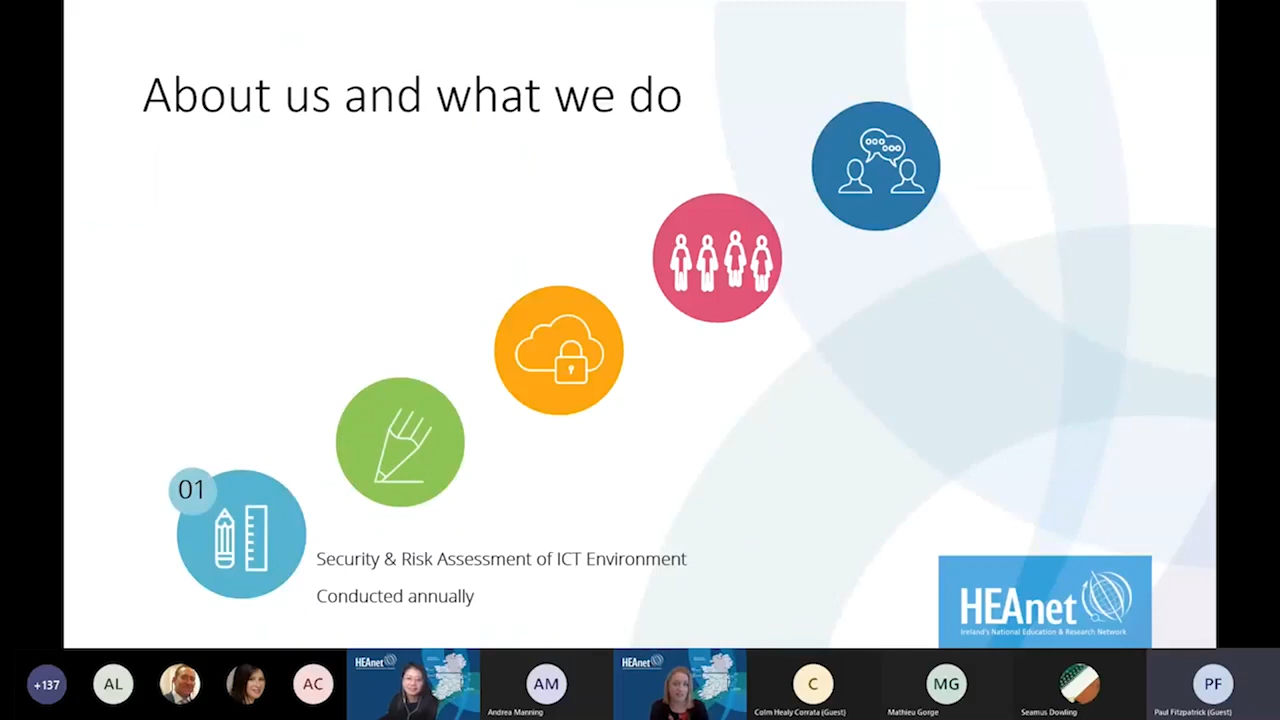 About us and what we do
01
Security & Risk Assessment of ICT Environment
Conducted annually
HEAnet
Ireland's National Education & Research Network
+137
AL
AC
HEAnet
AM
Andrea Manning
HEAnet
C
Colm Healy Corrata (Guest)
MG
Mathieu Gorge
Seamus Dowling
PF
Paul Fitzpatrick (Guest)